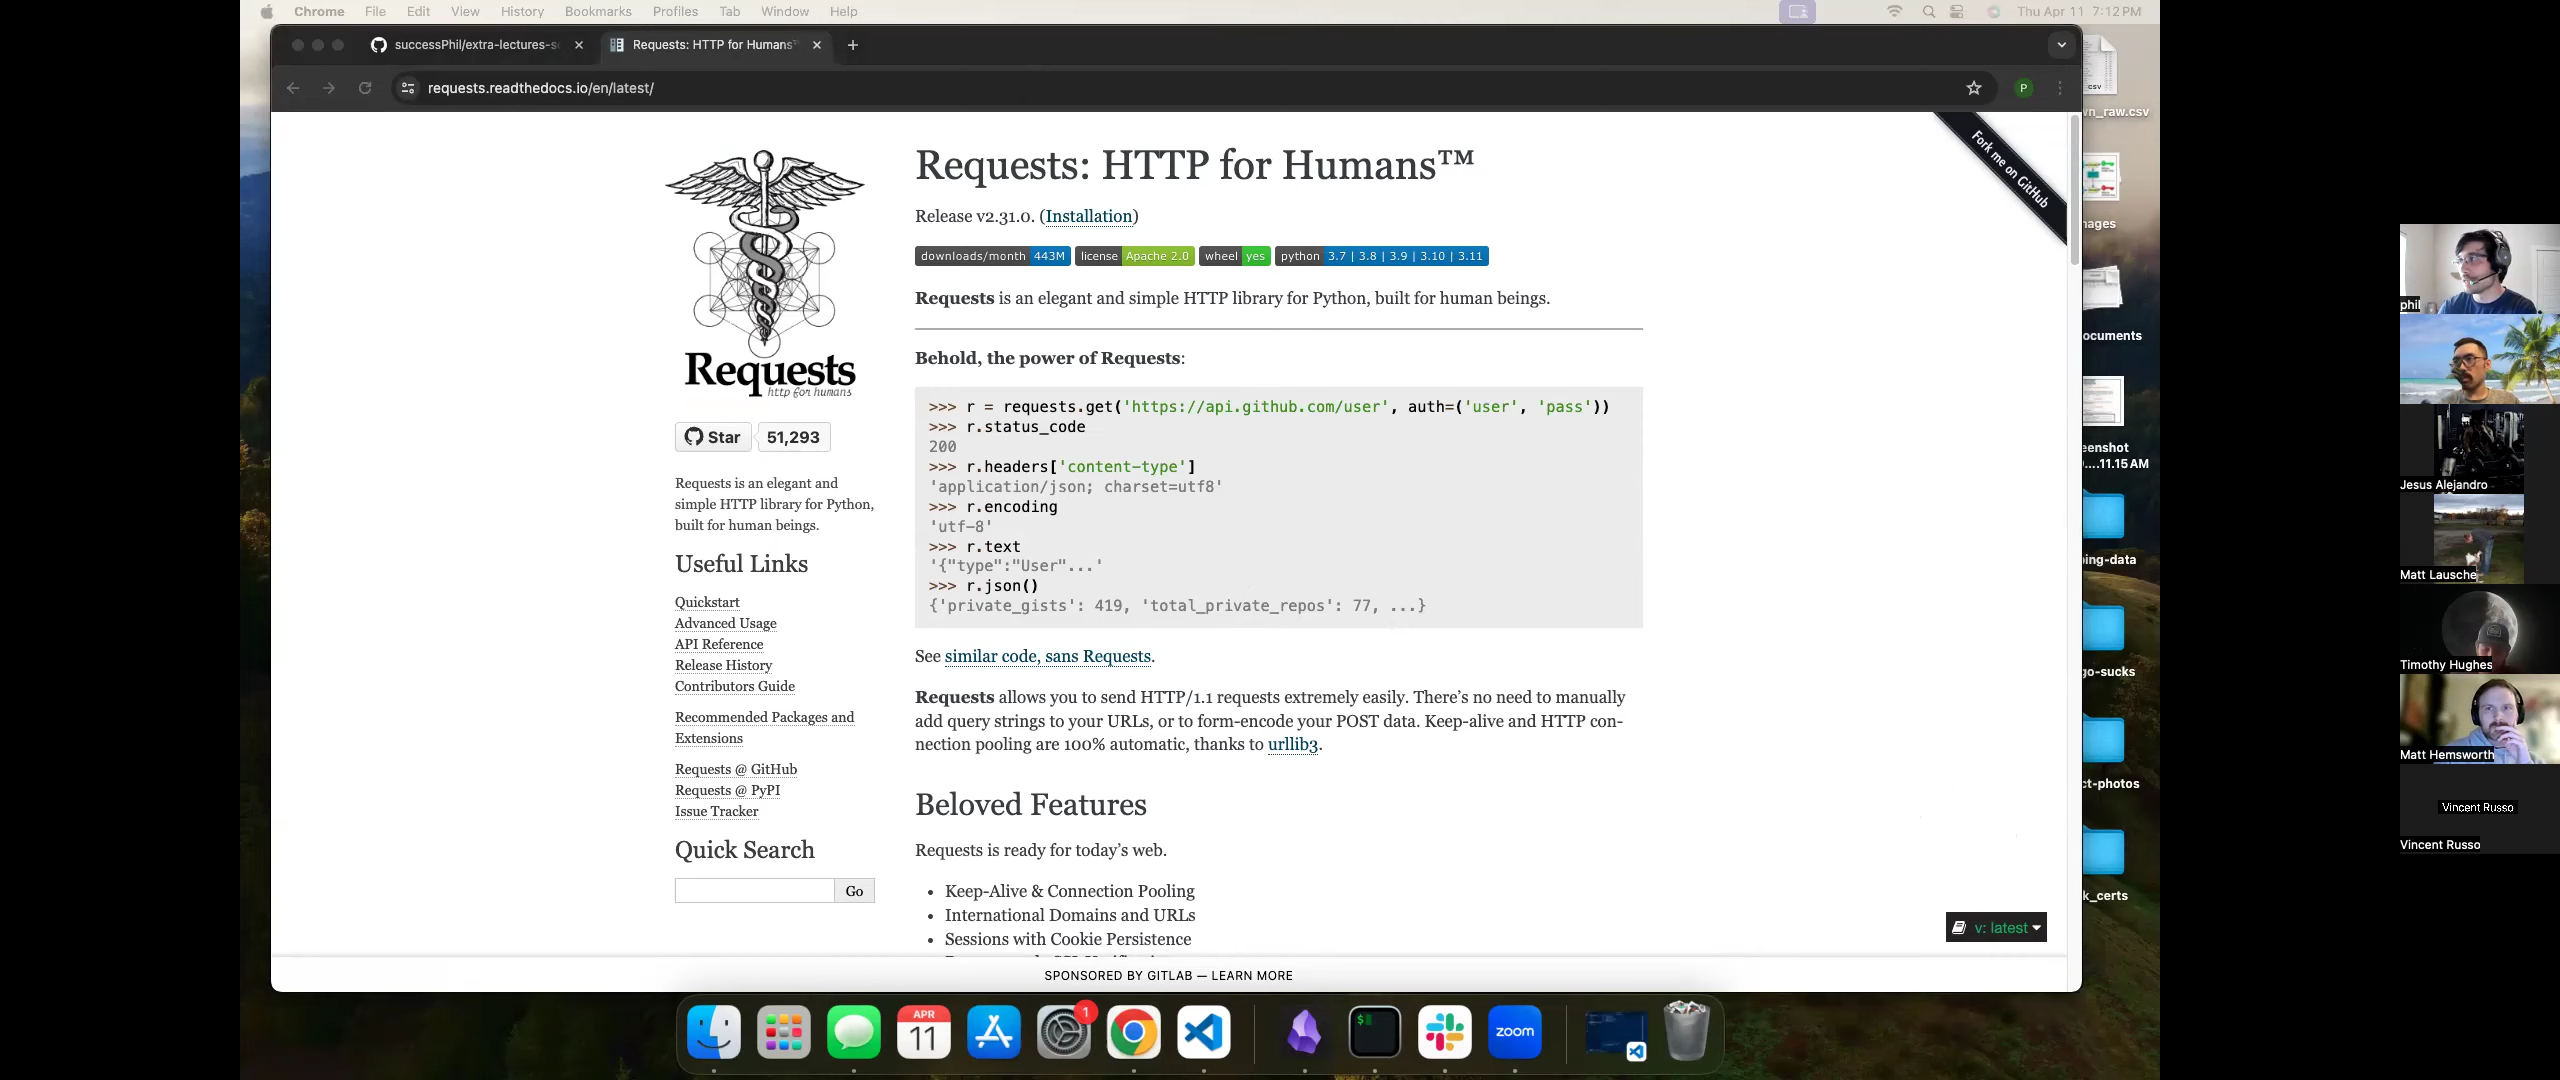 Chrome File Edit View History Bookmarks Profiles Tab Window Help Thu Apr 11 7:12 PM
successPhil/extra-lectures-s Requests: HTTP for Humans™
requests.readthedocs.io/en/latest/
P
Fork me on GitHub
Requests
http for humans
Star 51,293
Requests is an elegant and
simple HTTP library for Python,
built for human beings.
Useful Links
Quickstart
Advanced Usage
API Reference
Release History
Contributors Guide
Recommended Packages and
Extensions
Requests @ GitHub
Requests @ PyPI
Issue Tracker
Quick Search
Go
Requests: HTTP for Humans™
Release v2.31.0. (Installation)
downloads/month 443M license Apache 2.0 wheel yes python 3.7 | 3.8 | 3.9 | 3.10 | 3.11
Requests is an elegant and simple HTTP library for Python, built for human beings.
Behold, the power of Requests:
>>> r = requests.get('https://api.github.com/user', auth=('user', 'pass'))
>>> r.status_code
200
>>> r.headers['content-type']
'application/json; charset=utf8'
>>> r.encoding
'utf-8'
>>> r.text
'{"type":"User"...'
>>> r.json()
{'private_gists': 419, 'total_private_repos': 77, ...}
See similar code, sans Requests.
Requests allows you to send HTTP/1.1 requests extremely easily. There's no need to manually
add query strings to your URLs, or to form-encode your POST data. Keep-alive and HTTP con-
nection pooling are 100% automatic, thanks to urllib3.
Beloved Features
Requests is ready for today's web.
• Keep-Alive & Connection Pooling
• International Domains and URLs
• Sessions with Cookie Persistence
v: latest
SPONSORED BY GITLAB — LEARN MORE
csv
wn_raw.csv
nages
ocuments
eenshot
....11.15 AM
ing-data
go-sucks
ct-photos
k_certs
1
APR
11
$
zoom
phil
Jesus Alejandro
Matt Lausche
Timothy Hughes
Matt Hemsworth
Vincent Russo
Vincent Russo